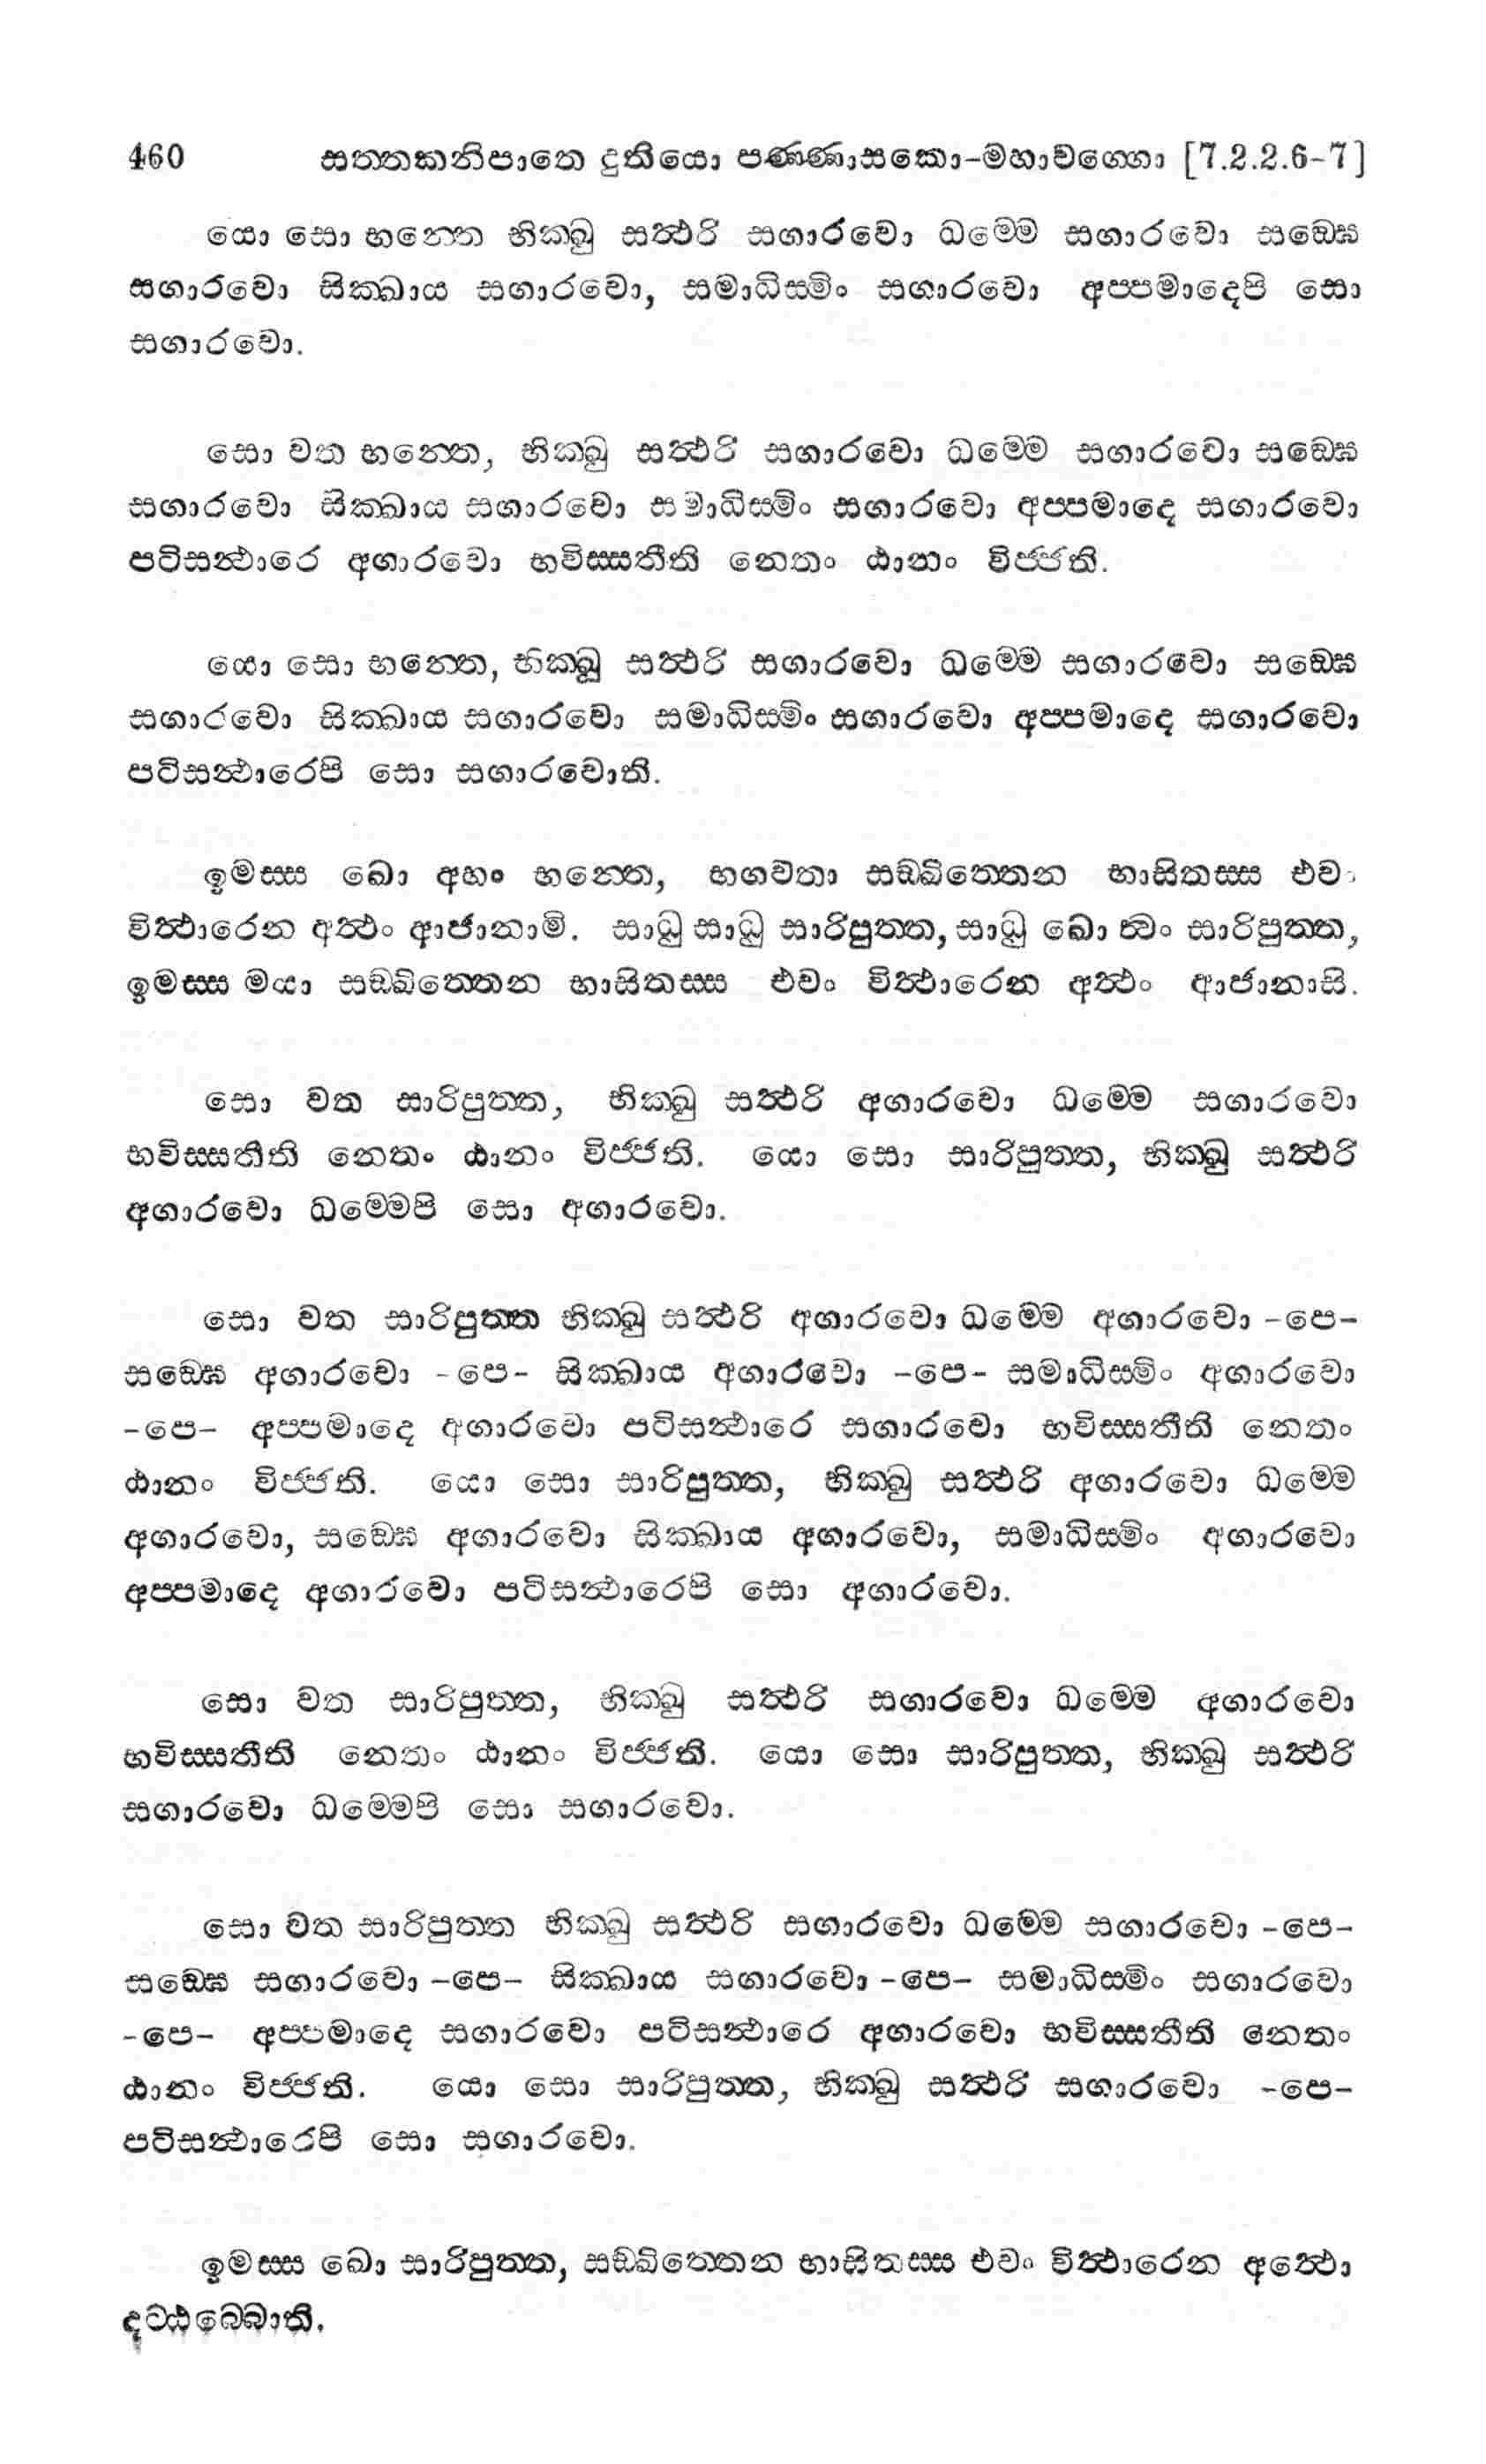 460 සත්තකනිපාතෙ දුතියො පණ්ණාසකො-මහාවග්ගො [7.2.2.6-7]
යො සො භන්තෙ භික්ඛු සත්ථරි සගාරවො ධම්මෙ සගාරවො සඞ්ඝෙ
සගාරවො සික්ඛාය සගාරවො, සමාධිස්මිං සගාරවො අප්පමාදෙපි සො
සගාරවො.
සො වත භන්තෙ, භික්ඛු සත්ථරි සගාරවො ධම්මෙ සගාරවො සඞ්ඝෙ
සගාරවො සික්ඛාය සගාරවො සමාධිස්මිං සගාරවො අප්පමාදෙ සගාරවො
පටිසන්ථාරෙ අගාරවො භවිස්සතීති නෙතං ඨානං විජ්ජති.
යො සො භන්තෙ, භික්ඛු සත්ථරි සගාරවො ධම්මෙ සගාරවො සඞ්ඝෙ
සගාරවො සික්ඛාය සගාරවො සමාධිස්මිං සගාරවො අප්පමාදෙ සගාරවො
පටිසන්ථාරෙපි සො සගාරවොති.
ඉමස්ස ඛො අහං භන්තෙ, භගවතා සඞ්ඛිත්තෙන භාසිතස්ස එවං
විත්ථාරෙන අත්ථං ආජානාමි. සාධු සාධු සාරිපුත්ත, සාධු ඛො ත්වං සාරිපුත්ත,
ඉමස්ස මයා සඞ්ඛිත්තෙන භාසිතස්ස එවං විත්ථාරෙන අත්ථං ආජානාසි.
සො වත සාරිපුත්ත, භික්ඛු සත්ථරි අගාරවො ධම්මෙ සගාරවො
භවිස්සතීති නෙතං ඨානං විජ්ජති. යො සො සාරිපුත්ත, භික්ඛු සත්ථරි
අගාරවො ධම්මෙපි සො අගාරවො.
සො වත සාරිපුත්ත භික්ඛු සත්ථරි අගාරවො ධම්මෙ අගාරවො -පෙ-
සඞ්ඝෙ අගාරවො -පෙ- සික්ඛාය අගාරවො -පෙ- සමාධිස්මිං අගාරවො
-පෙ- අප්පමාදෙ අගාරවො පටිසන්ථාරෙ සගාරවො භවිස්සතීති නෙතං
ඨානං විජ්ජති. යො සො සාරිපුත්ත, භික්ඛු සත්ථරි අගාරවො ධම්මෙ
අගාරවො, සඞ්ඝෙ අගාරවො සික්ඛාය අගාරවො, සමාධිස්මිං අගාරවො
අප්පමාදෙ අගාරවො පටිසන්ථාරෙපි සො අගාරවො.
සො වත සාරිපුත්ත, භික්ඛු සත්ථරි සගාරවො ධම්මෙ අගාරවො
භවිස්සතීති නෙතං ඨානං විජ්ජති. යො සො සාරිපුත්ත, භික්ඛු සත්ථරි
සගාරවො ධම්මෙපි සො සගාරවො.
සො වත සාරිපුත්ත භික්ඛු සත්ථරි සගාරවො ධම්මෙ සගාරවො -පෙ-
සඞ්ඝෙ සගාරවො -පෙ- සික්ඛාය සගාරවො -පෙ- සමාධිස්මිං සගාරවො
-පෙ- අප්පමාදෙ සගාරවො පටිසන්ථාරෙ අගාරවො භවිස්සතීති නෙතං
ඨානං විජ්ජති. යො සො සාරිපුත්ත, භික්ඛු සත්ථරි සගාරවො -පෙ-
පටිසන්ථාරෙපි සො සගාරවො.
ඉමස්ස ඛො සාරිපුත්ත, සඞ්ඛිත්තෙන භාසිතස්ස එවං විත්ථාරෙන අත්ථො
දට්ඨබ්බොති.